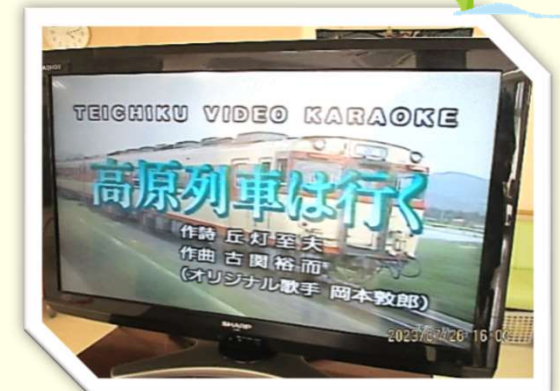 TEICHIKU VIDEO KARAOKE
高原列車は行く
作詩 丘灯至夫
作曲 古関裕而
(オリジナル歌手 岡本敦郎)
SHARP